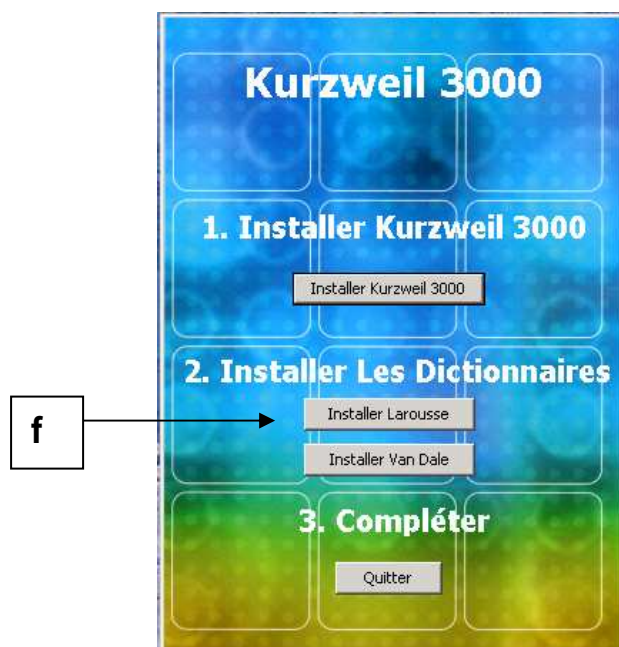 Kurzweil 3000
1. Installer Kurzweil 3000
Installer Kurzweil 3000
2. Installer Les Dictionnaires
f
Installer Larousse
Installer Van Dale
3. Compléter
Quitter